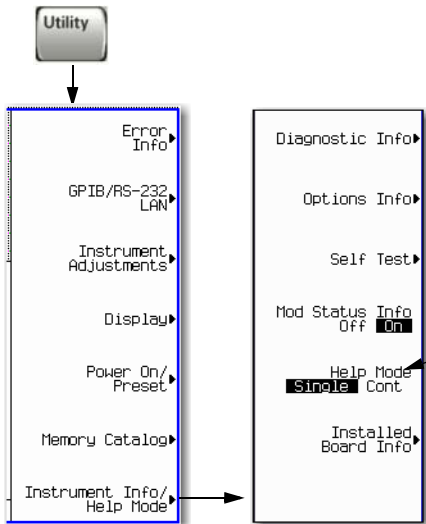 Utility
Error
Info
GPIB/RS-232
LAN
Instrument
Adjustments
Display
Power On/
Preset
Memory Catalog
Instrument Info/
Help Mode
Diagnostic Info
Options Info
Self Test
Mod Status Info
Off On
Help Mode
Single Cont
Installed
Board Info